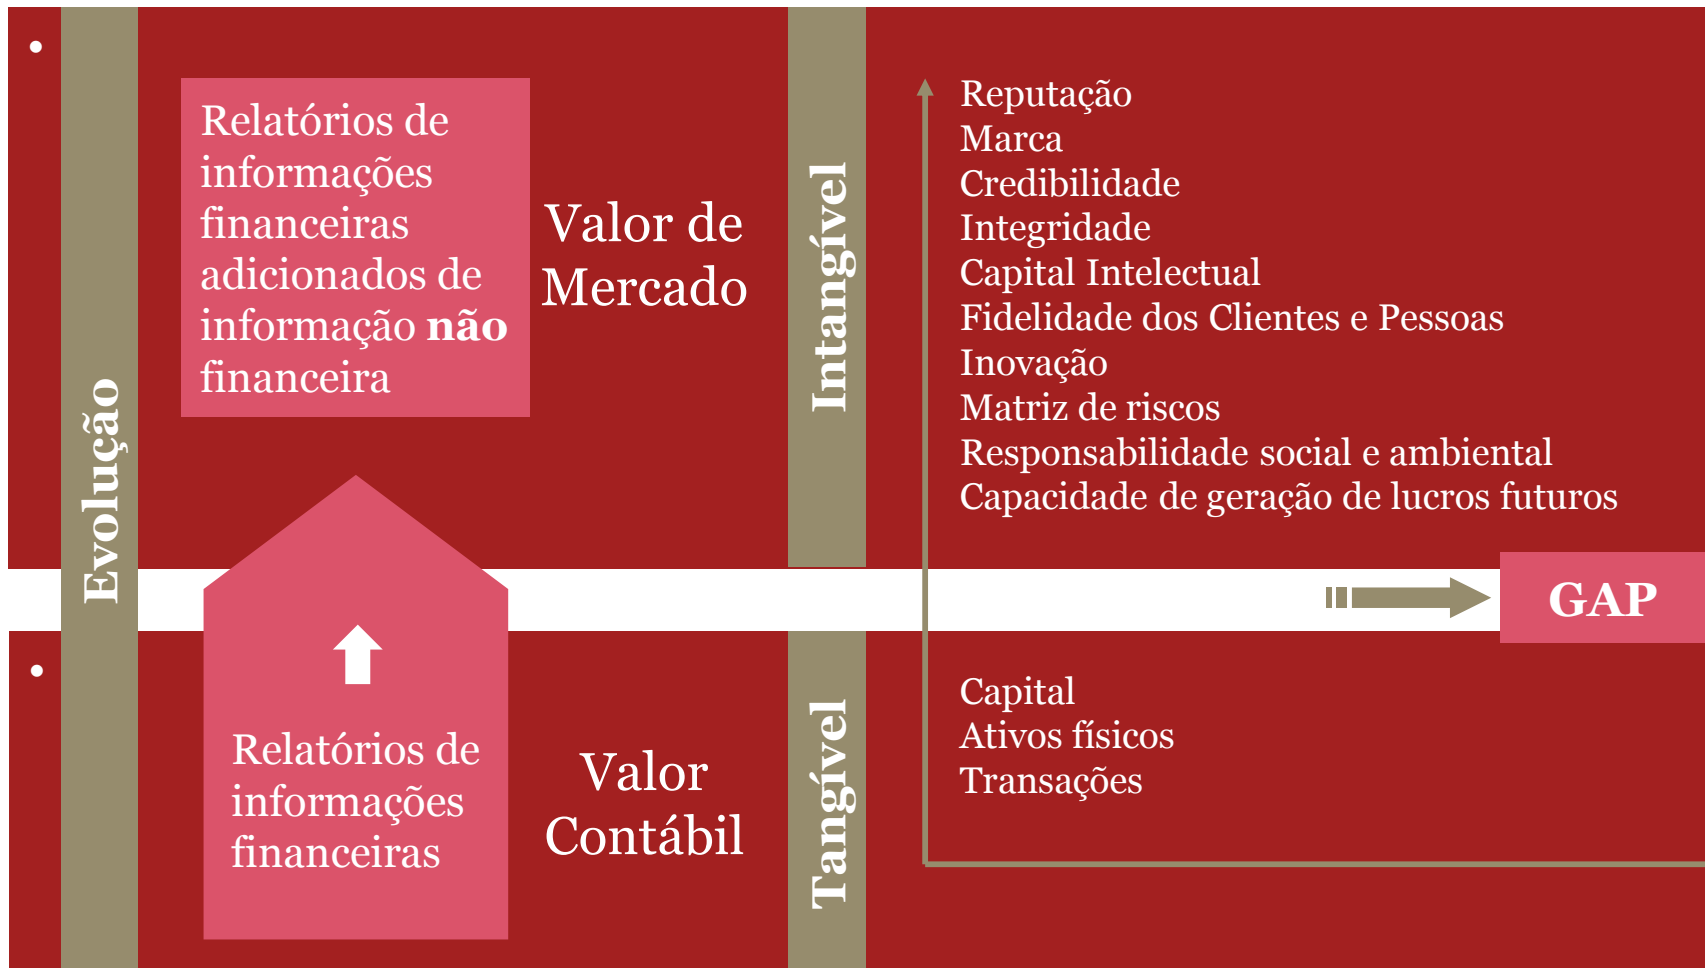 •
Evolução
Relatórios de
informações
financeiras
adicionados de
informação não
financeira
Valor de
Mercado
Intangível
Reputação
Marca
Credibilidade
Integridade
Capital Intelectual
Fidelidade dos Clientes e Pessoas
Inovação
Matriz de riscos
Responsabilidade social e ambiental
Capacidade de geração de lucros futuros
GAP
•
Relatórios de
informações
financeiras
Valor
Contábil
Tangível
Capital
Ativos físicos
Transações